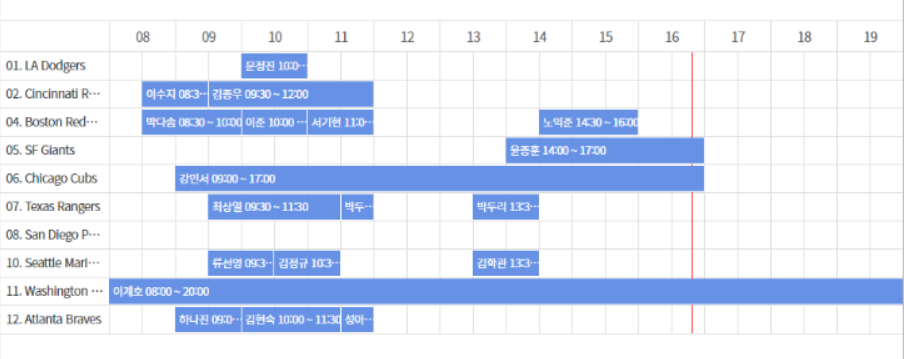 08 09 10 11 12 13 14 15 16 17 18 19
01. LA Dodgers 문정진 10:0···
02. Cincinnati R··· 이수지 08:3··· 김종우 09:30 ~ 12:00
04. Boston Red··· 박다솜 08:30 ~ 10:00 이준 10:00 ··· 서기현 11:0··· 노익준 14:30 ~ 16:00
05. SF Giants 윤종훈 14:00 ~ 17:00
06. Chicago Cubs 강민서 09:00 ~ 17:00
07. Texas Rangers 최상열 09:30 ~ 11:30 박두··· 박두리 13:3···
08. San Diego P···
10. Seattle Mari··· 류선영 09:3··· 김정규 10:3··· 김학관 13:3···
11. Washington ··· 이계호 08:00 ~ 20:00
12. Atlanta Braves 하나진 09:0··· 김현숙 10:00 ~ 11:30 성아···